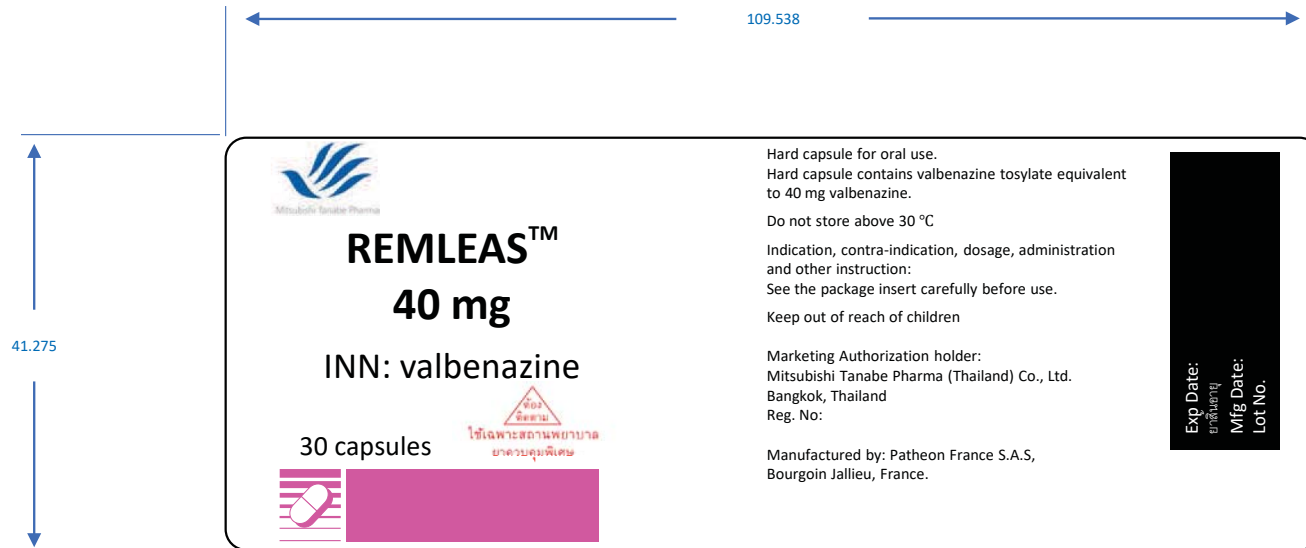 109.538
41.275
Mitsubishi Tanabe Pharma
REMLEAS™
40 mg
INN: valbenazine
ต้อง
ติดตาม
ใช้เฉพาะสถานพยาบาล
ยาควบคุมพิเศษ
30 capsules
Hard capsule for oral use.
Hard capsule contains valbenazine tosylate equivalent
to 40 mg valbenazine.
Do not store above 30 ℃
Indication, contra-indication, dosage, administration
and other instruction:
See the package insert carefully before use.
Keep out of reach of children
Marketing Authorization holder:
Mitsubishi Tanabe Pharma (Thailand) Co., Ltd.
Bangkok, Thailand
Reg. No:
Manufactured by: Patheon France S.A.S,
Bourgoin Jallieu, France.
Exp Date:
ยาสิ้นอายุ
Mfg Date:
Lot No.